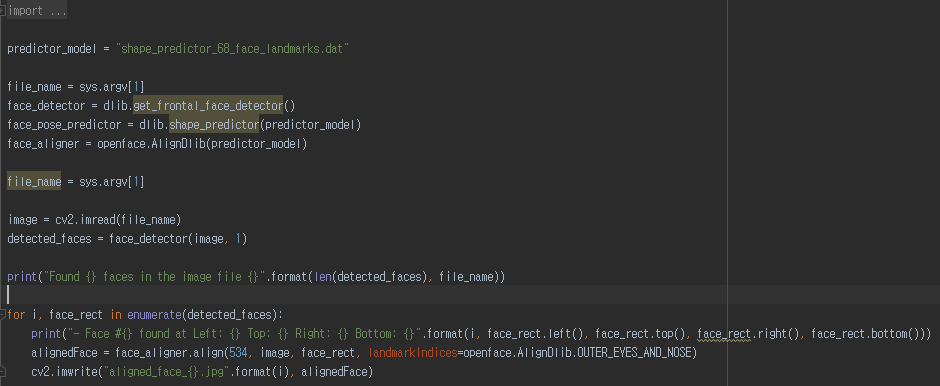 import ...
predictor_model = "shape_predictor_68_face_landmarks.dat"
file_name = sys.argv[1]
face_detector = dlib.get_frontal_face_detector()
face_pose_predictor = dlib.shape_predictor(predictor_model)
face_aligner = openface.AlignDlib(predictor_model)
file_name = sys.argv[1]
image = cv2.imread(file_name)
detected_faces = face_detector(image, 1)
print("Found {} faces in the image file {}".format(len(detected_faces), file_name))
for i, face_rect in enumerate(detected_faces):
print("- Face #{} found at Left: {} Top: {} Right: {} Bottom: {}".format(i, face_rect.left(), face_rect.top(), face_rect.right(), face_rect.bottom()))
alignedFace = face_aligner.align(534, image, face_rect, landmarkIndices=openface.AlignDlib.OUTER_EYES_AND_NOSE)
cv2.imwrite("aligned_face_{}.jpg".format(i), alignedFace)